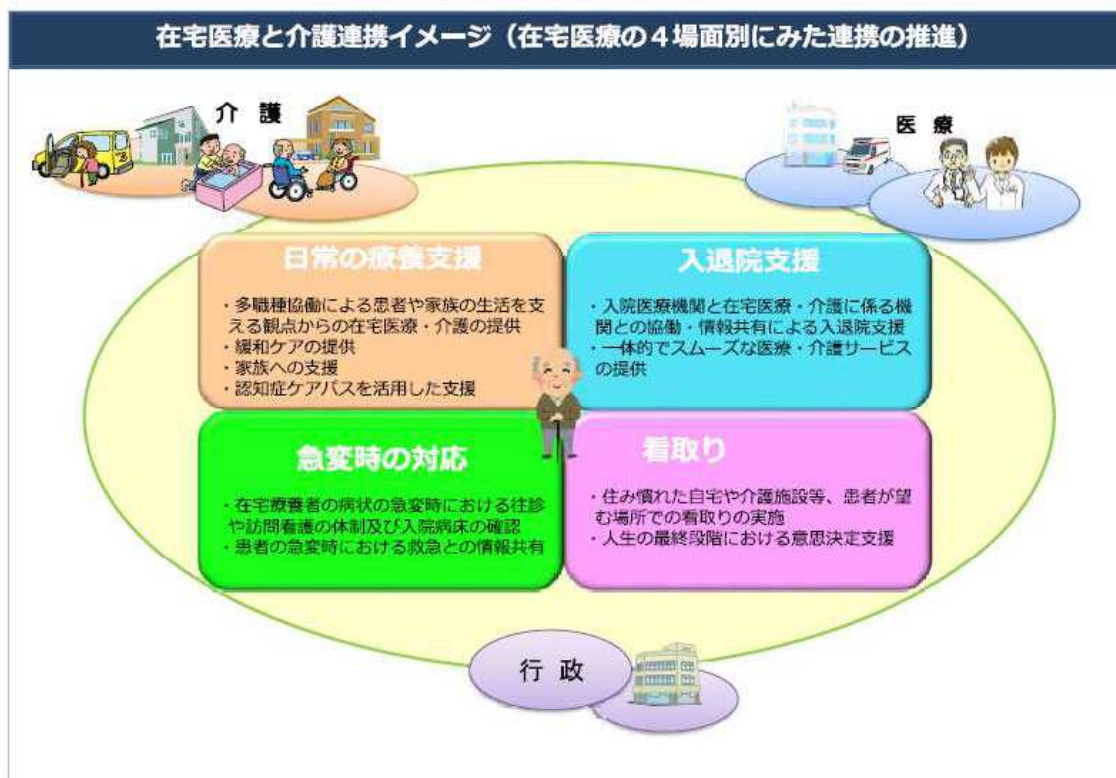 在宅医療と介護連携イメージ（在宅医療の４場面別にみた連携の推進）
介 護
医 療
日常の療養支援
・多職種協働による患者や家族の生活を支
える観点からの在宅医療・介護の提供
・緩和ケアの提供
・家族への支援
・認知症ケアパスを活用した支援
入退院支援
・入院医療機関と在宅医療・介護に係る機
関との協働・情報共有による入退院支援
・一体的でスムーズな医療・介護サービス
の提供
急変時の対応
・在宅療養者の病状の急変時における往診
や訪問看護の体制及び入院病床の確認
・患者の急変時における救急との情報共有
看取り
・住み慣れた自宅や介護施設等、患者が望
む場所での看取りの実施
・人生の最終段階における意思決定支援
行 政